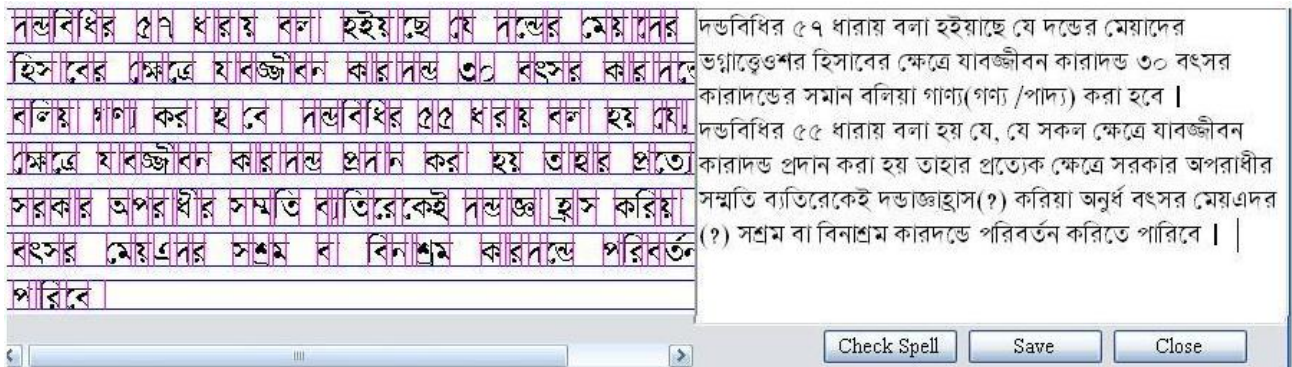 দন্ডবিধির ৫৭ ধারায় বলা হইয়াছে যে দন্ডের মেয়াদের
হিসাবের ক্ষেত্রে যাবজ্জীবন কারাদন্ড ৩০ বৎসর
বলিয়া গাণ্য করা হবে দন্ডবিধির ৫৫ ধারায় বলা হয় যে,
ক্ষেত্রে যাবজ্জীবন কারাদন্ড প্রদান করা হয় তাহার
সরকার অপরাধীর সম্মতি ব্যতিরেকেই দন্ডাজ্ঞা হ্রাস করিয়া
বৎসর মেয়এদর সশ্রম বা বিনাশ্রম কারদন্ডে পরিবর্তন
পারিবে
দন্ডবিধির ৫৭ ধারায় বলা হইয়াছে যে দন্ডের মেয়াদের
ভগ্নাত্ত্বেওশর হিসাবের ক্ষেত্রে যাবজ্জীবন কারাদন্ড ৩০ বৎসর
কারাদন্ডের সমান বলিয়া গাণ্য(গণ্য /পাদ্য) করা হবে |
দন্ডবিধির ৫৫ ধারায় বলা হয় যে, যে সকল ক্ষেত্রে যাবজ্জীবন
কারাদন্ড প্রদান করা হয় তাহার প্রত্যেক ক্ষেত্রে সরকার অপরাধীর
সম্মতি ব্যতিরেকেই দন্ডাজ্ঞাহ্রাস(?) করিয়া অনুর্ধ বৎসর মেয়এদর
(?) সশ্রম বা বিনাশ্রম কারদন্ডে পরিবর্তন করিতে পারিবে |
Check Spell Save Close